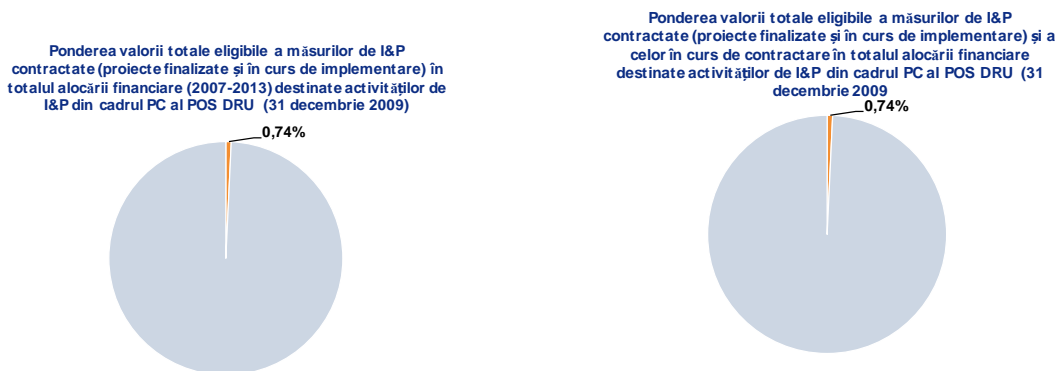 Ponderea valorii totale eligibile a măsurilor de I&P
contractate (proiecte finalizate și în curs de implementare) în
totalul alocării financiare (2007-2013) destinate activităților de
I&P din cadrul PC al POS DRU (31 decembrie 2009)
0,74%
Ponderea valorii totale eligibile a măsurilor de I&P
contractate (proiecte finalizate și în curs de implementare) și a
celor în curs de contractare în totalul alocării financiare
destinate activităților de I&P din cadrul PC al POS DRU (31
decembrie 2009
0,74%